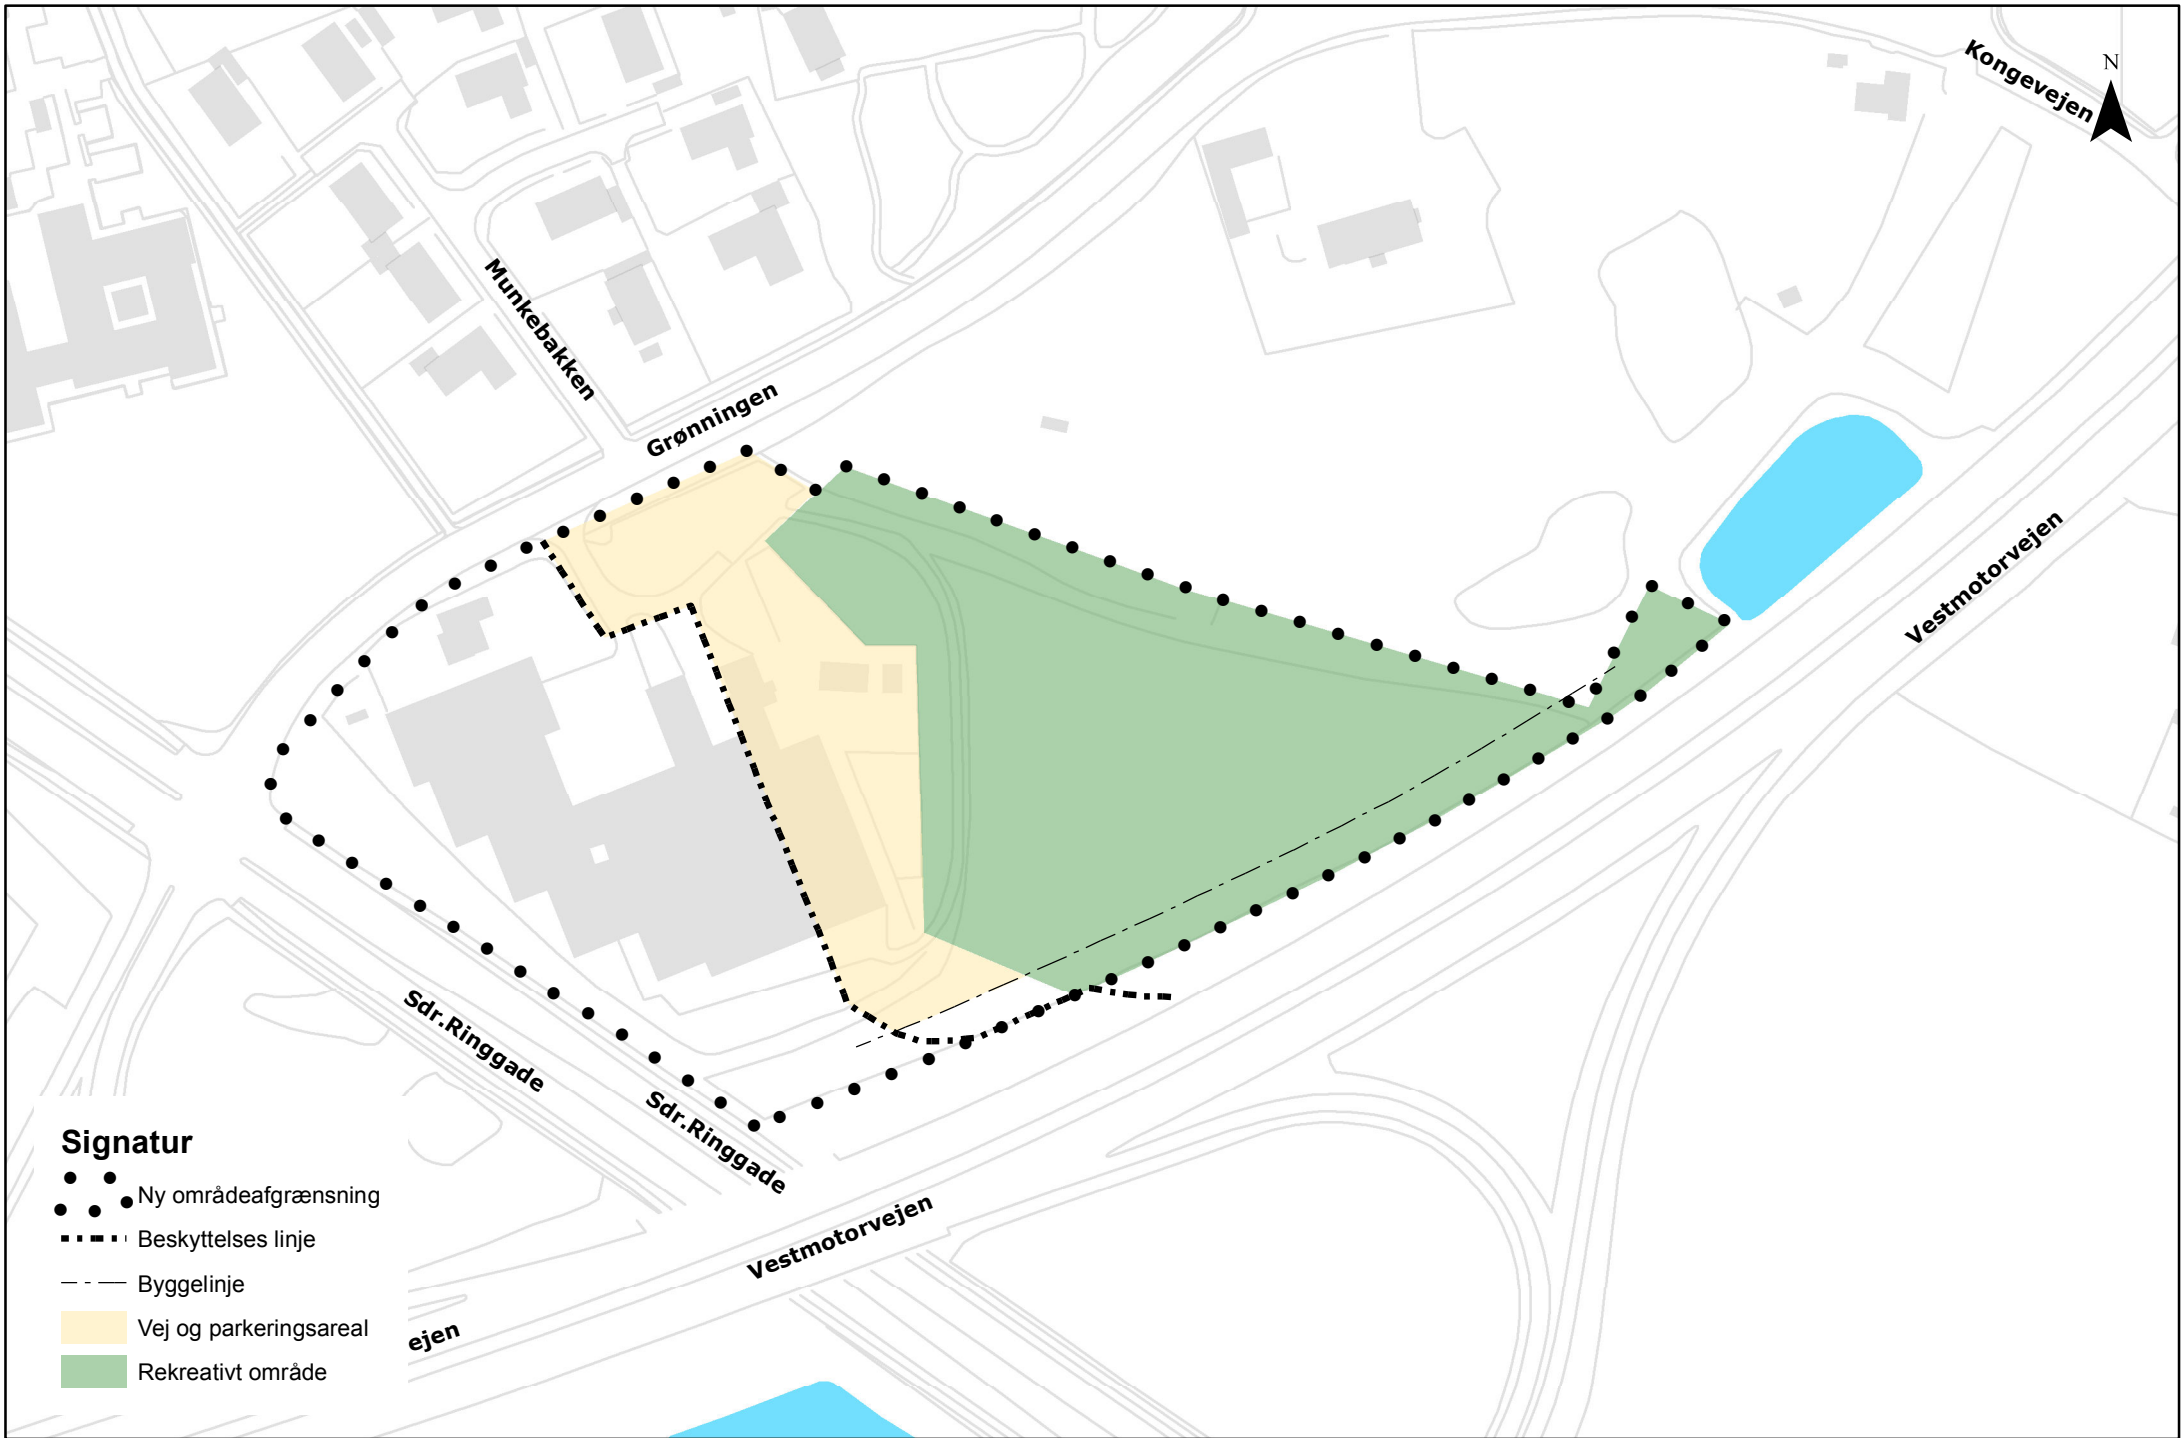 Kongevejen
N
Munkebakken
Grønningen
Vestmotorvejen
Sdr.Ringgade
Sdr.Ringgade
Vestmotorvejen
ejen
Signatur
Ny områdeafgrænsning
Beskyttelses linje
Byggelinje
Vej og parkeringsareal
Rekreativt område